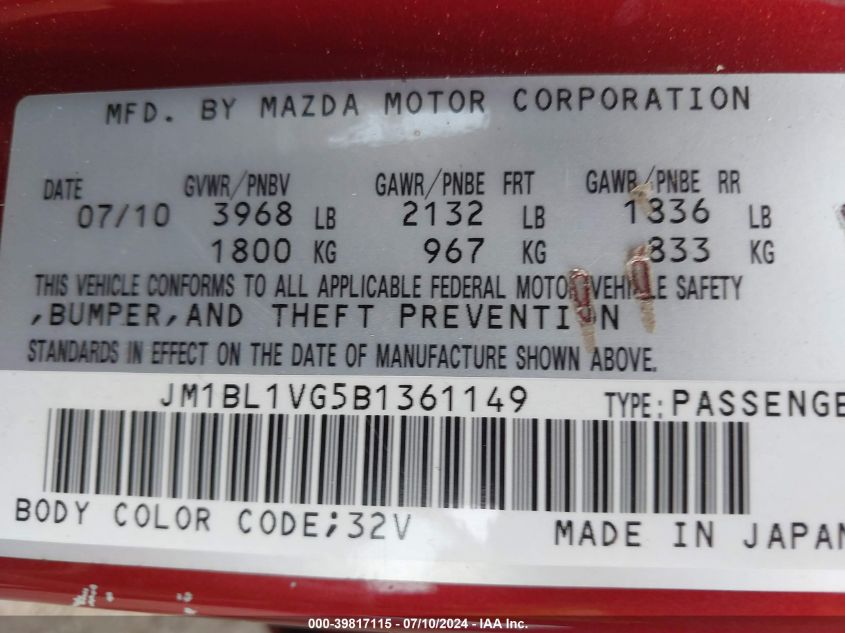 MFD. BY MAZDA MOTOR CORPORATION
DATE GVWR/PNBV GAWR/PNBE FRT GAWR/PNBE RR
07/10 3968 LB 2132 LB 1836 LB
1800 KG 967 KG 833 KG
THIS VEHICLE CONFORMS TO ALL APPLICABLE FEDERAL MOTOR VEHICLE SAFETY
,BUMPER,AND THEFT PREVENTION
STANDARDS IN EFFECT ON THE DATE OF MANUFACTURE SHOWN ABOVE.
JM1BL1VG5B1361149 TYPE:PASSENGE
BODY COLOR CODE;32V MADE IN JAPAN
000-39817115 - 07/10/2024 - IAA Inc.